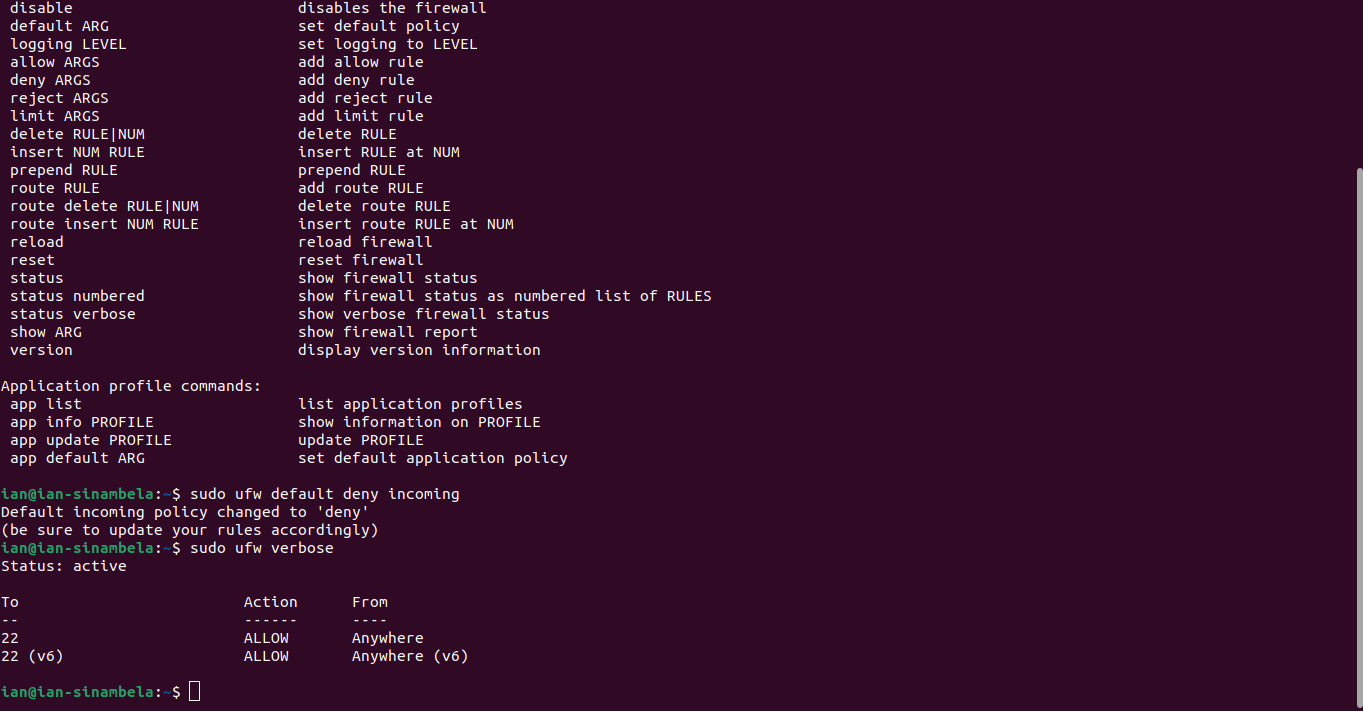 disable                         disables the firewall
default ARG                     set default policy
logging LEVEL                   set logging to LEVEL
allow ARGS                      add allow rule
deny ARGS                       add deny rule
reject ARGS                     add reject rule
limit ARGS                      add limit rule
delete RULE|NUM                 delete RULE
insert NUM RULE                 insert RULE at NUM
prepend RULE                    prepend RULE
route RULE                      add route RULE
route delete RULE|NUM           delete route RULE
route insert NUM RULE           insert route RULE at NUM
reload                          reload firewall
reset                           reset firewall
status                          show firewall status
status numbered                 show firewall status as numbered list of RULES
status verbose                  show verbose firewall status
show ARG                        show firewall report
version                         display version information

Application profile commands:
app list                        list application profiles
app info PROFILE                show information on PROFILE
app update PROFILE              update PROFILE
app default ARG                 set default application policy

ian@ian-sinambela:~$ sudo ufw default deny incoming
Default incoming policy changed to 'deny'
(be sure to update your rules accordingly)
ian@ian-sinambela:~$ sudo ufw verbose
Status: active

To                         Action      From
--                         ------      ----
22                         ALLOW       Anywhere
22 (v6)                    ALLOW       Anywhere (v6)

ian@ian-sinambela:~$